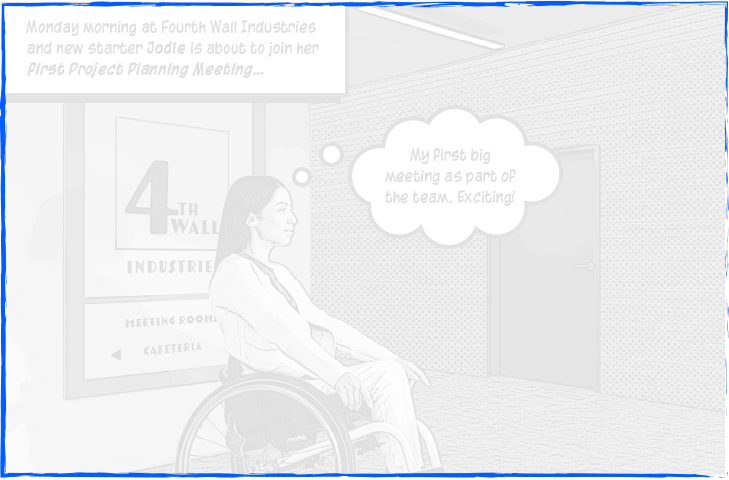 Monday morning at Fourth Wall Industries
and new starter Jodie is about to join her
first Project Planning Meeting...
My first big
meeting as part of
the team. Exciting!
4TH
WALL
INDUSTRIE
MEETING ROOMS
CAFETERIA